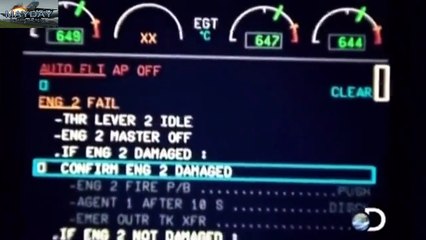 MAYDAY
649 XX EGT °C 647 644
AUTO FLT AP OFF
CLEAR
ENG 2 FAIL
-THR LEVER 2 IDLE
-ENG 2 MASTER OFF
.IF ENG 2 DAMAGED :
CONFIRM ENG 2 DAMAGED
-ENG 2 FIRE P/B ............... PUSH
-AGENT 1 AFTER 10 S ........... DISCH
-EMER OUTR TK XFR ..............
.IF ENG 2 NOT DAMAGED :
D